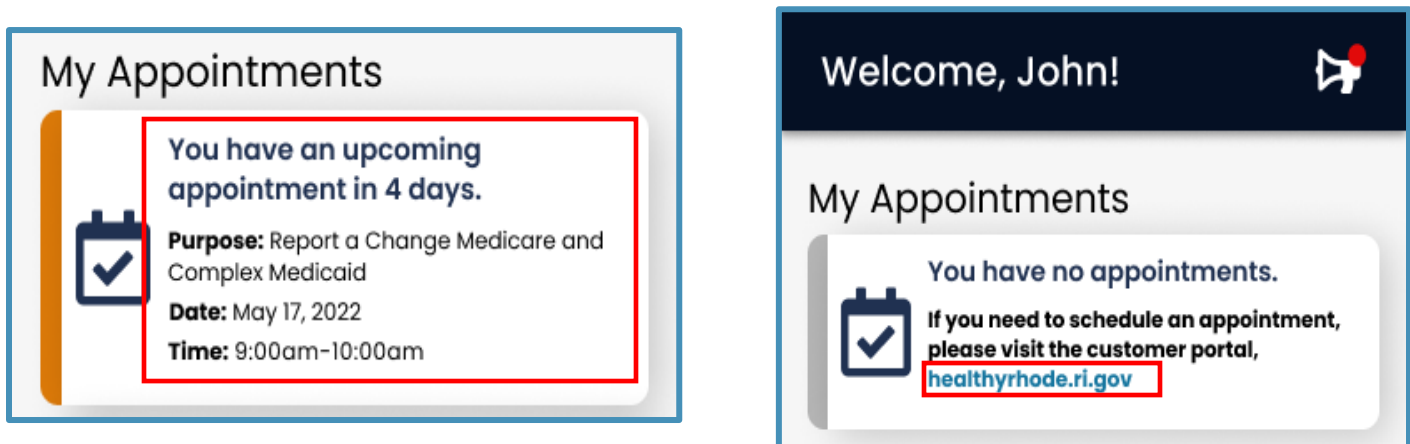 My Appointments
You have an upcoming
appointment in 4 days.
Purpose: Report a Change Medicare and
Complex Medicaid
Date: May 17, 2022
Time: 9:00am-10:00am
Welcome, John!
My Appointments
You have no appointments.
If you need to schedule an appointment,
please visit the customer portal,
healthyrhode.ri.gov